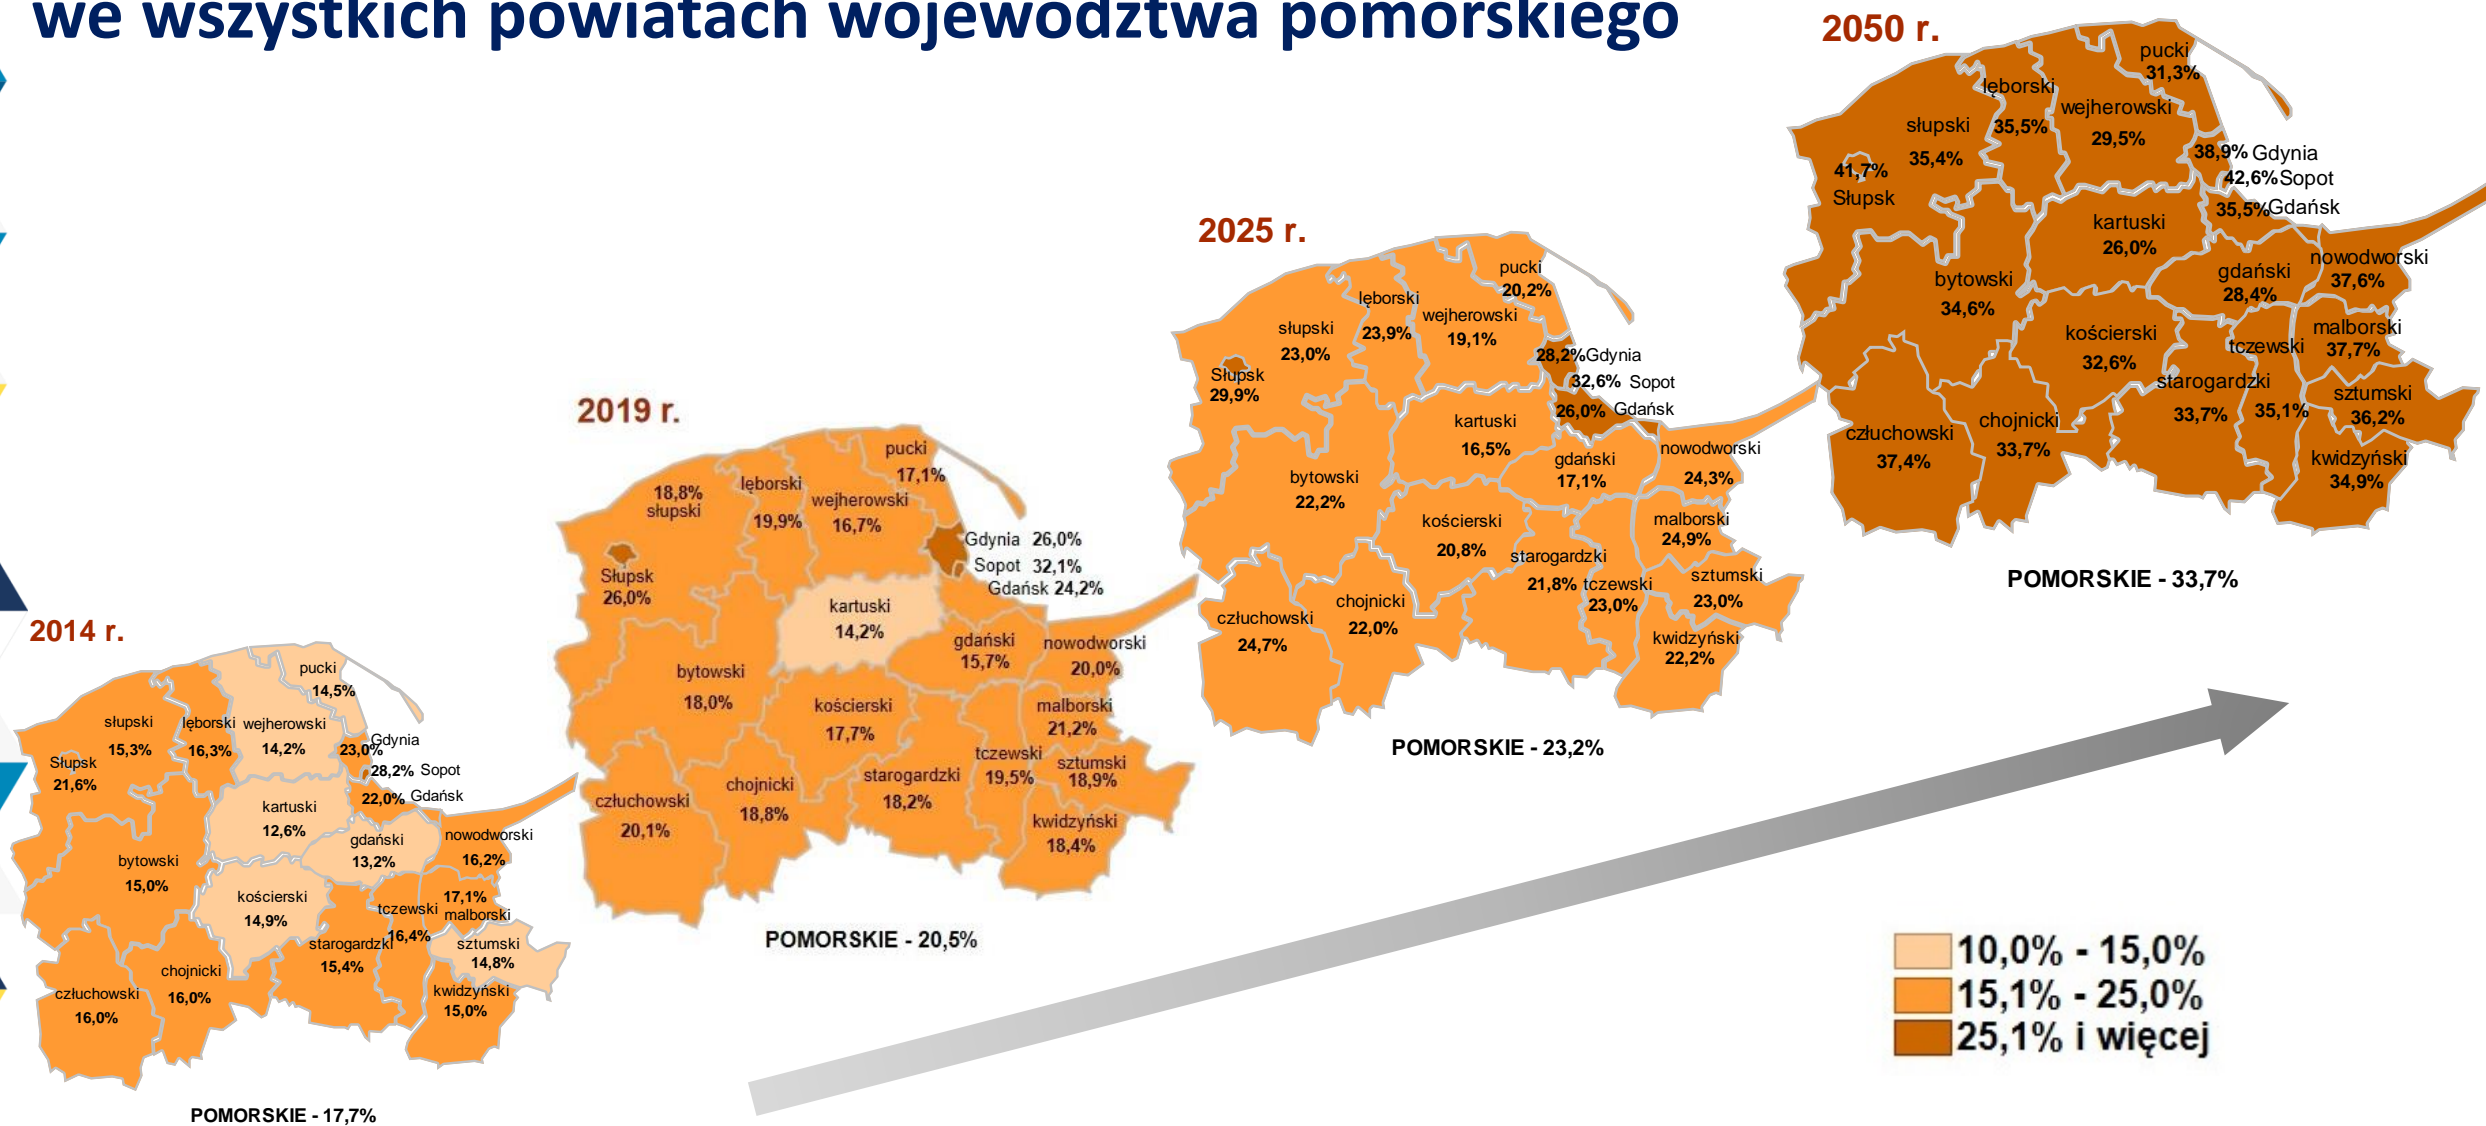 we wszystkich powiatach województwa pomorskiego
2014 r.
pucki
14,5%
słupski
15,3%
lęborski
16,3%
wejherowski
14,2%
23,0%
Gdynia
28,2% Sopot
Słupsk
21,6%
22,0% Gdańsk
kartuski
12,6%
gdański
13,2%
nowodworski
16,2%
bytowski
15,0%
kościerski
14,9%
17,1%
malborski
tczewski
16,4%
starogardzki
15,4%
sztumski
14,8%
chojnicki
16,0%
człuchowski
16,0%
kwidzyński
15,0%
POMORSKIE - 17,7%
2019 r.
pucki
17,1%
18,8%
słupski
lęborski
19,9%
wejherowski
16,7%
Gdynia 26,0%
Sopot 32,1%
Gdańsk 24,2%
Słupsk
26,0%
kartuski
14,2%
gdański
15,7%
nowodworski
20,0%
bytowski
18,0%
kościerski
17,7%
malborski
21,2%
tczewski
19,5%
sztumski
18,9%
starogardzki
18,2%
chojnicki
18,8%
człuchowski
20,1%
kwidzyński
18,4%
POMORSKIE - 20,5%
2025 r.
pucki
20,2%
lęborski
23,9%
wejherowski
19,1%
słupski
23,0%
28,2%Gdynia
32,6% Sopot
26,0% Gdańsk
Słupsk
29,9%
kartuski
16,5%
gdański
17,1%
nowodworski
24,3%
bytowski
22,2%
kościerski
20,8%
malborski
24,9%
starogardzki
21,8%
tczewski
23,0%
sztumski
23,0%
chojnicki
22,0%
człuchowski
24,7%
kwidzyński
22,2%
POMORSKIE - 23,2%
2050 r.
pucki
31,3%
lęborski
35,5%
wejherowski
29,5%
słupski
35,4%
38,9% Gdynia
42,6%Sopot
35,5%Gdańsk
41,7%
Słupsk
kartuski
26,0%
gdański
28,4%
nowodworski
37,6%
bytowski
34,6%
kościerski
32,6%
malborski
37,7%
tczewski
35,1%
starogardzki
33,7%
sztumski
36,2%
chojnicki
33,7%
człuchowski
37,4%
kwidzyński
34,9%
POMORSKIE - 33,7%
10,0% - 15,0%
15,1% - 25,0%
25,1% i więcej